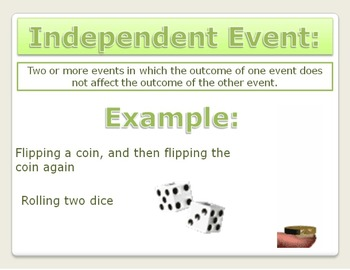 Independent Event:
Two or more events in which the outcome of one event does
not affect the outcome of the other event.
Example:
Flipping a coin, and then flipping the
coin again
Rolling two dice